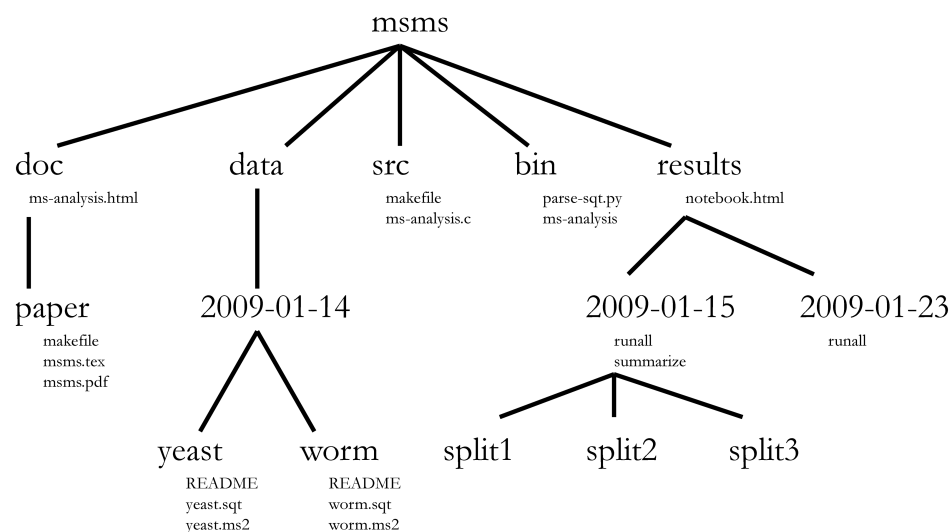 msms
doc
data
src
bin
results
ms-analysis.html
makefile
ms-analysis.c
parse-sqt.py
ms-analysis
notebook.html
paper
makefile
msms.tex
msms.pdf
2009-01-14
2009-01-15
runall
summarize
2009-01-23
runall
yeast
README
yeast.sqt
yeast.ms2
worm
README
worm.sqt
worm.ms2
split1
split2
split3